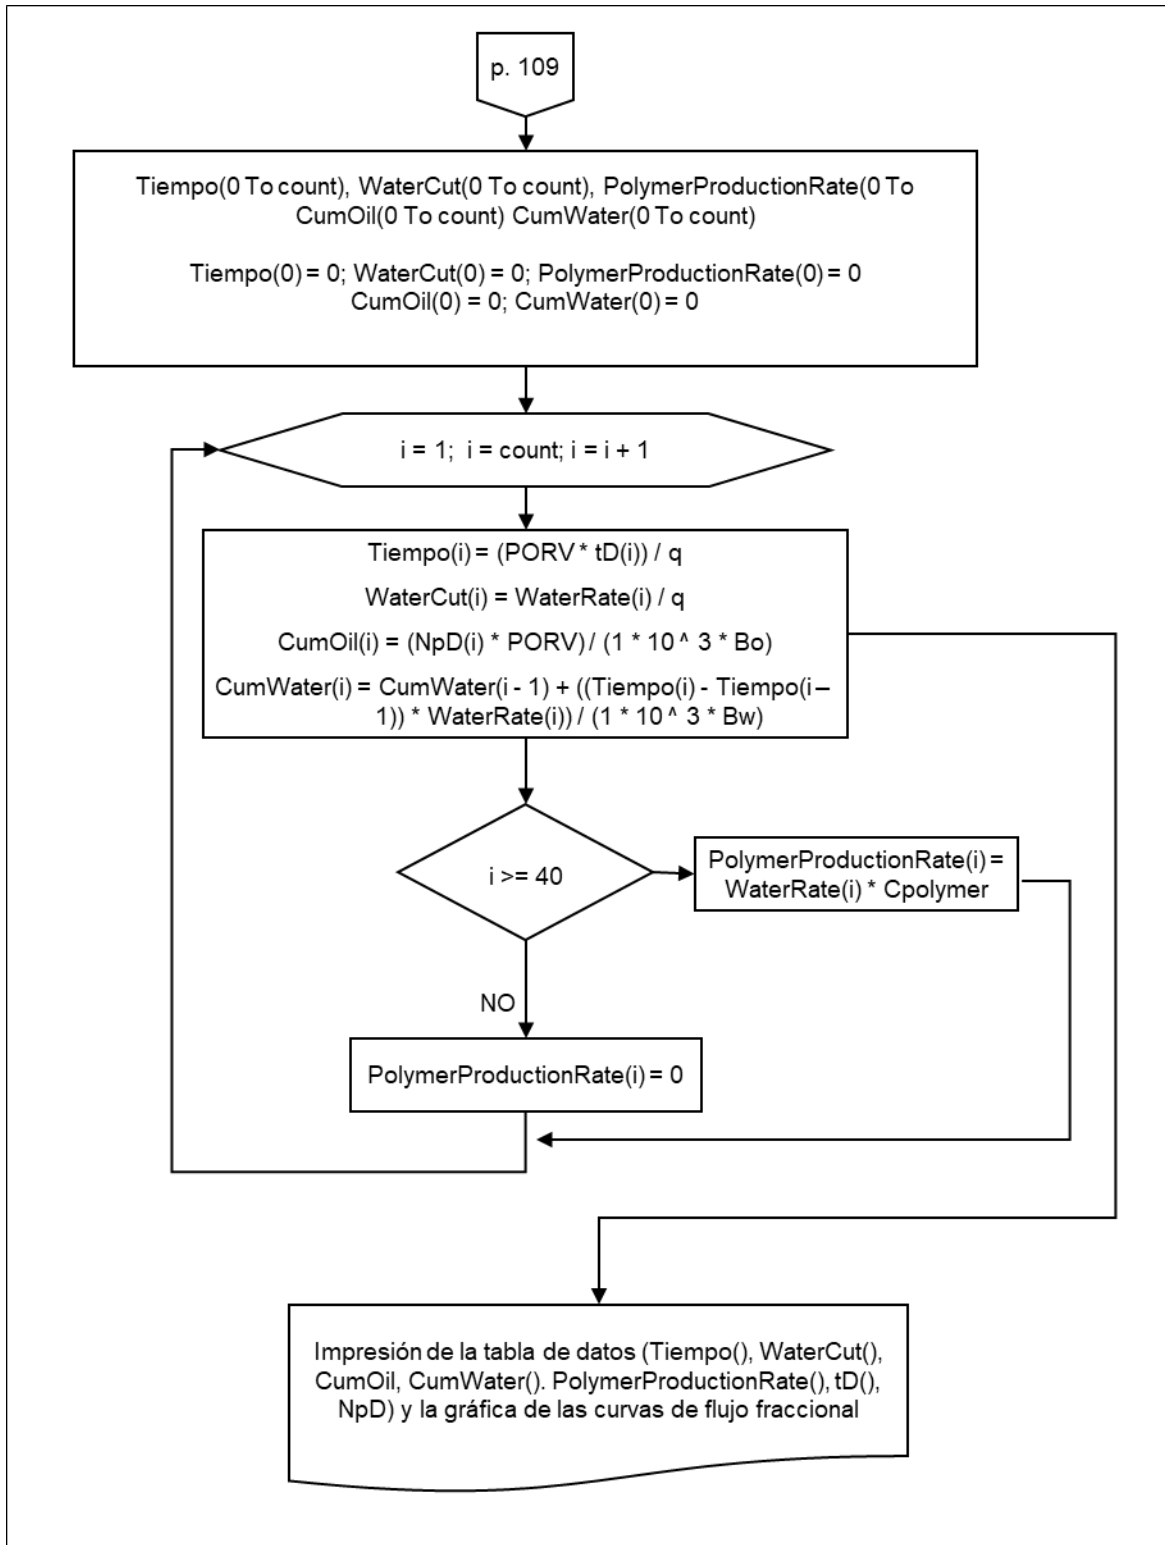 p. 109
Tiempo(0 To count), WaterCut(0 To count), PolymerProductionRate(0 To
CumOil(0 To count) CumWater(0 To count)
Tiempo(0) = 0; WaterCut(0) = 0; PolymerProductionRate(0) = 0
CumOil(0) = 0; CumWater(0) = 0
i = 1; i = count; i = i + 1
Tiempo(i) = (PORV * tD(i)) / q
WaterCut(i) = WaterRate(i) / q
CumOil(i) = (NpD(i) * PORV) / (1 * 10 ^ 3 * Bo)
CumWater(i) = CumWater(i - 1) + ((Tiempo(i) - Tiempo(i –
1)) * WaterRate(i)) / (1 * 10 ^ 3 * Bw)
i >= 40
PolymerProductionRate(i) =
WaterRate(i) * Cpolymer
NO
PolymerProductionRate(i) = 0
Impresión de la tabla de datos (Tiempo(), WaterCut(),
CumOil, CumWater(). PolymerProductionRate(), tD(),
NpD) y la gráfica de las curvas de flujo fraccional